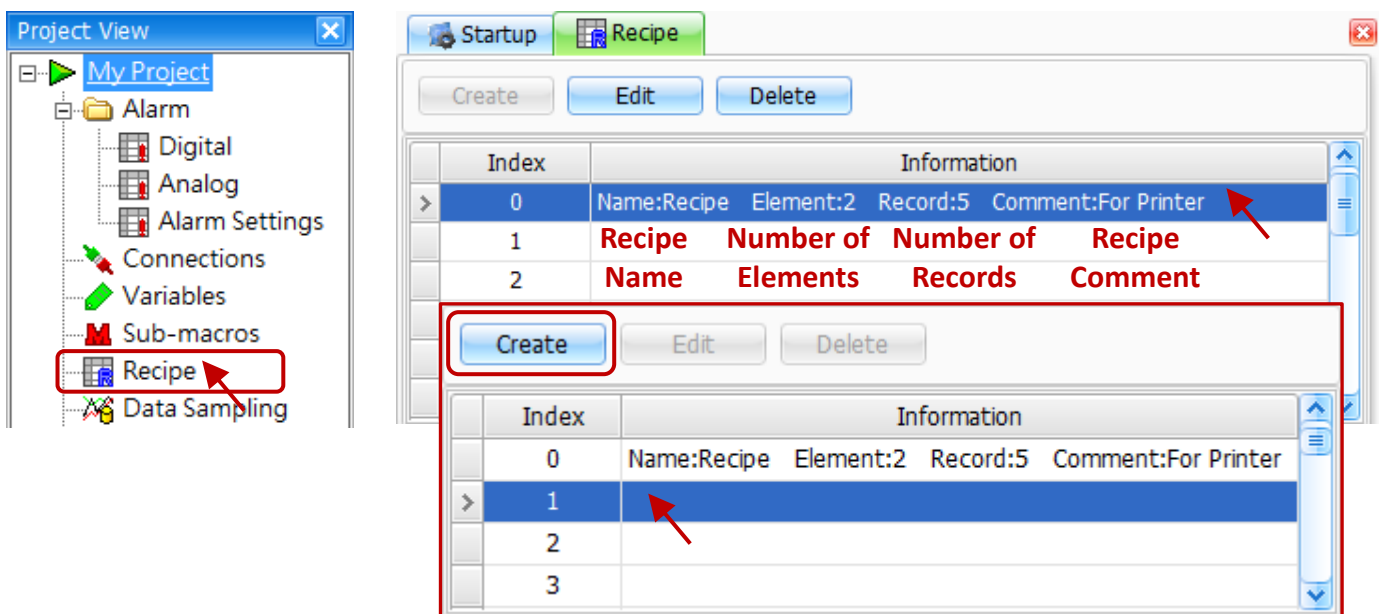 Project View
My Project
Alarm
Digital
Analog
Alarm Settings
Connections
Variables
Sub-macros
Recipe
Data Sampling
Startup Recipe
Create Edit Delete
Index Information
0 Name:Recipe Element:2 Record:5 Comment:For Printer
1 Recipe Number of Number of Recipe
2 Name Elements Records Comment
Create Edit Delete
Index Information
0 Name:Recipe Element:2 Record:5 Comment:For Printer
1
2
3